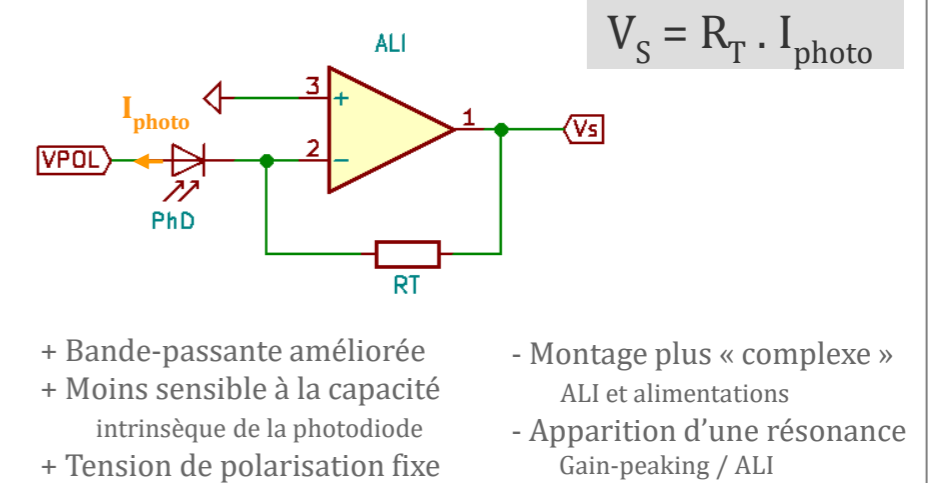 V_S = R_T . I_photo
ALI
3
+
I_photo
1
Vs
VPOL
2
-
PhD
RT
+ Bande-passante améliorée
+ Moins sensible à la capacité
intrinsèque de la photodiode
+ Tension de polarisation fixe
- Montage plus « complexe »
ALI et alimentations
- Apparition d'une résonance
Gain-peaking / ALI